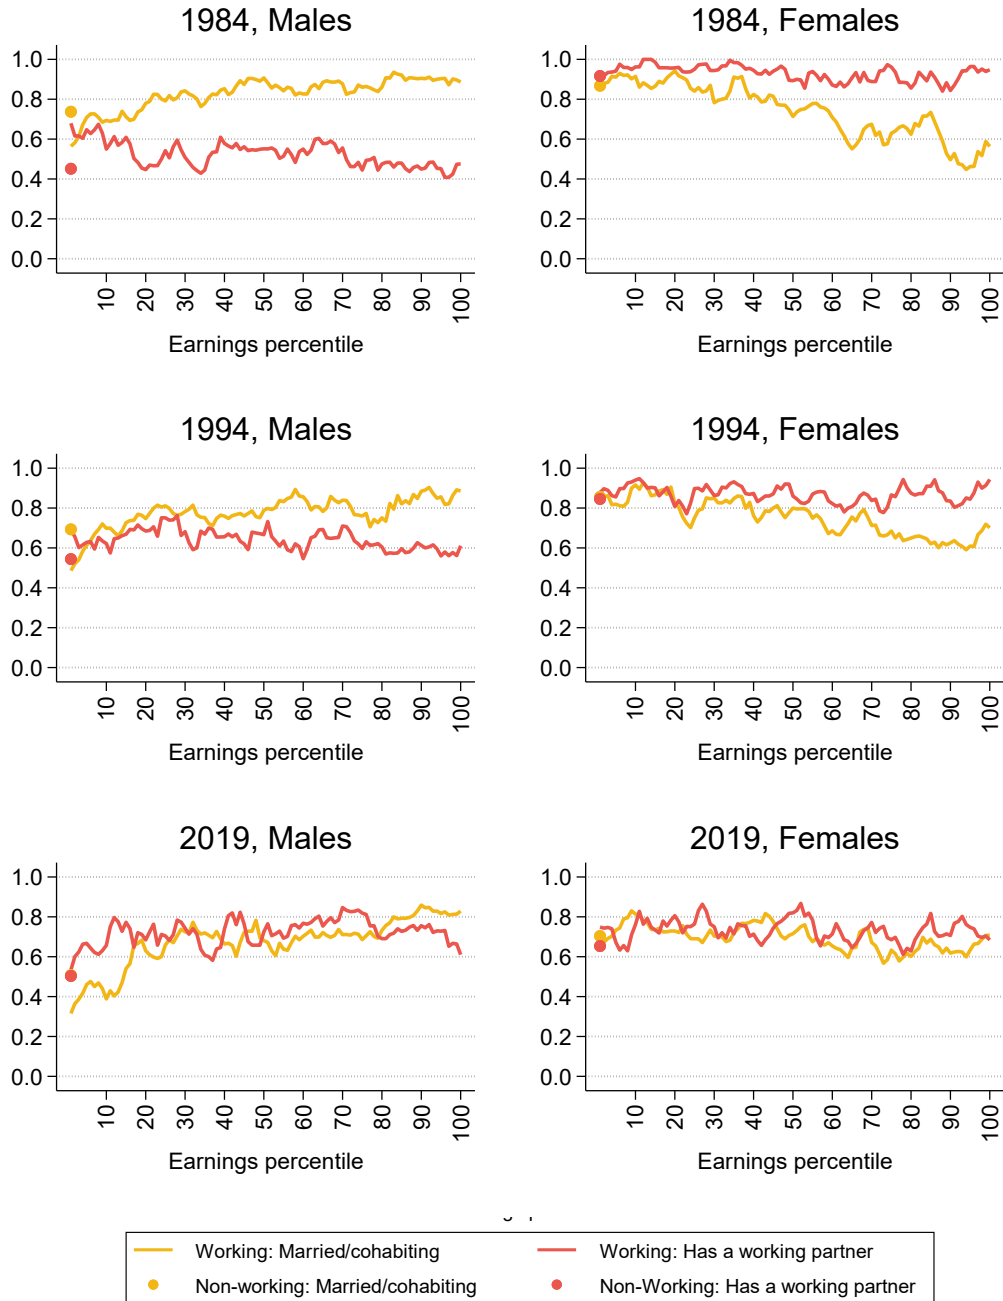 1984, Males
1.0
0.8
0.6
0.4
0.2
0.0
10 20 30 40 50 60 70 80 90 100
Earnings percentile
1984, Females
1.0
0.8
0.6
0.4
0.2
0.0
10 20 30 40 50 60 70 80 90 100
Earnings percentile
1994, Males
1.0
0.8
0.6
0.4
0.2
0.0
10 20 30 40 50 60 70 80 90 100
Earnings percentile
1994, Females
1.0
0.8
0.6
0.4
0.2
0.0
10 20 30 40 50 60 70 80 90 100
Earnings percentile
2019, Males
1.0
0.8
0.6
0.4
0.2
0.0
10 20 30 40 50 60 70 80 90 100
Earnings percentile
2019, Females
1.0
0.8
0.6
0.4
0.2
0.0
10 20 30 40 50 60 70 80 90 100
Earnings percentile
Working: Married/cohabiting
Working: Has a working partner
Non-working: Married/cohabiting
Non-Working: Has a working partner